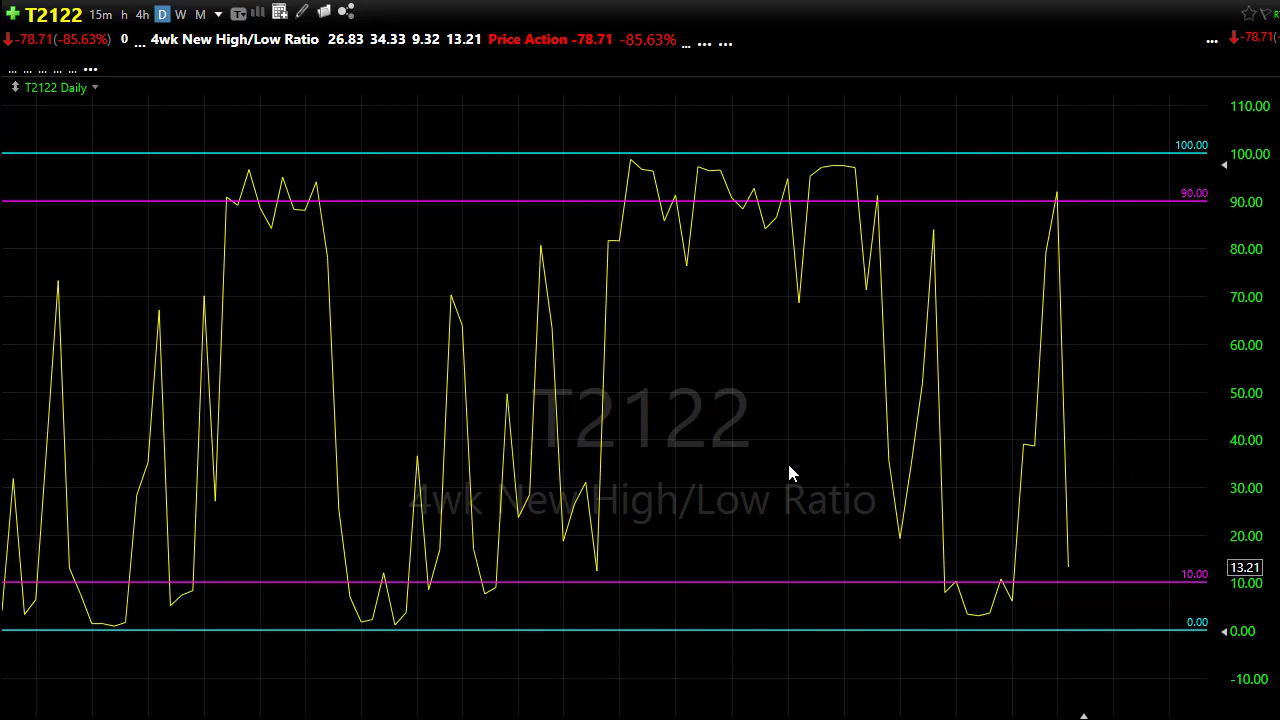 T2122 15m h 4h D W M
-78.71(-85.63%) 0 ... 4wk New High/Low Ratio 26.83 34.33 9.32 13.21 Price Action -78.71 -85.63% ... ... ... ... -78.71(-
... ... ... ... ... ...
T2122 Daily
110.00
100.00 100.00
90.00 90.00
80.00
70.00
60.00
50.00
T2122
40.00
4wk New High/Low Ratio
30.00
20.00
13.21
10.00 10.00
0.00 0.00
-10.00